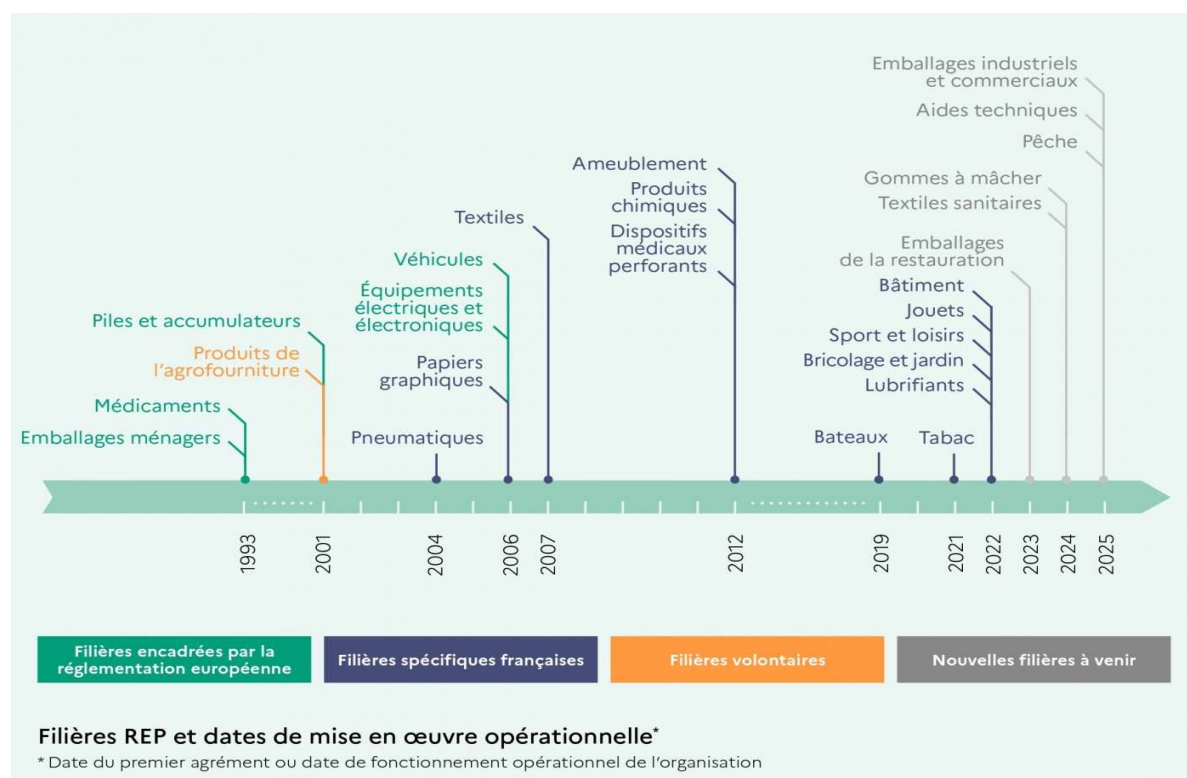 Emballages industriels
et commerciaux
Aides techniques
Pêche
Ameublement
Produits
chimiques
Dispositifs
médicaux
perforants
Gommes à mâcher
Textiles sanitaires
Textiles
Emballages
de la restauration
Véhicules
Équipements
électriques et
électroniques
Bâtiment
Jouets
Sport et loisirs
Bricolage et jardin
Lubrifiants
Piles et accumulateurs
Produits de
l'agrofourniture
Papiers
graphiques
Médicaments
Emballages ménagers
Pneumatiques
Bateaux
Tabac
1993
2001
2004
2006
2007
2012
2019
2021
2022
2023
2024
2025
Filières encadrées par la
réglementation européenne
Filières spécifiques françaises
Filières volontaires
Nouvelles filières à venir
Filières REP et dates de mise en œuvre opérationnelle*
* Date du premier agrément ou date de fonctionnement opérationnel de l'organisation